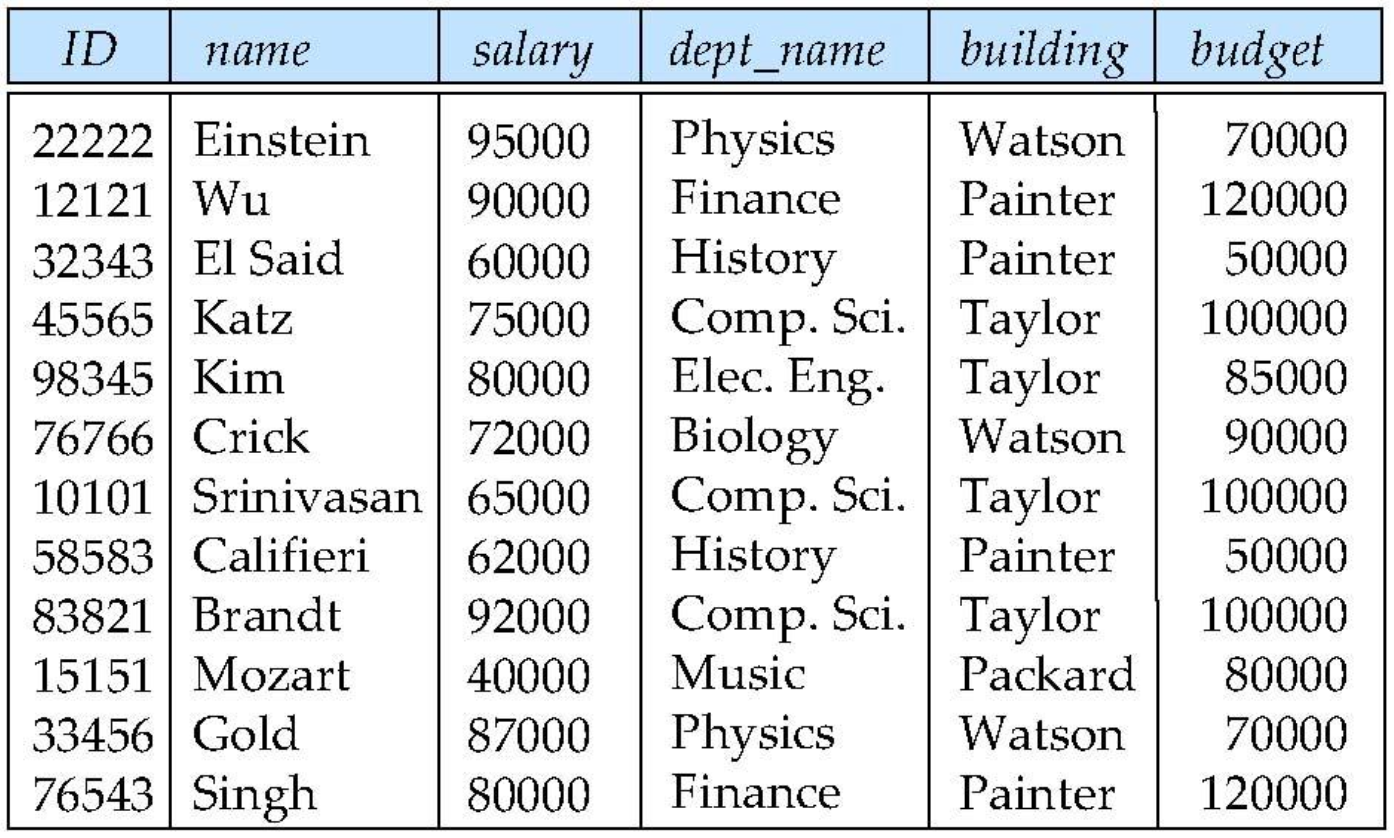 ID name salary dept_name building budget
22222 Einstein 95000 Physics Watson 70000
12121 Wu 90000 Finance Painter 120000
32343 El Said 60000 History Painter 50000
45565 Katz 75000 Comp. Sci. Taylor 100000
98345 Kim 80000 Elec. Eng. Taylor 85000
76766 Crick 72000 Biology Watson 90000
10101 Srinivasan 65000 Comp. Sci. Taylor 100000
58583 Califieri 62000 History Painter 50000
83821 Brandt 92000 Comp. Sci. Taylor 100000
15151 Mozart 40000 Music Packard 80000
33456 Gold 87000 Physics Watson 70000
76543 Singh 80000 Finance Painter 120000